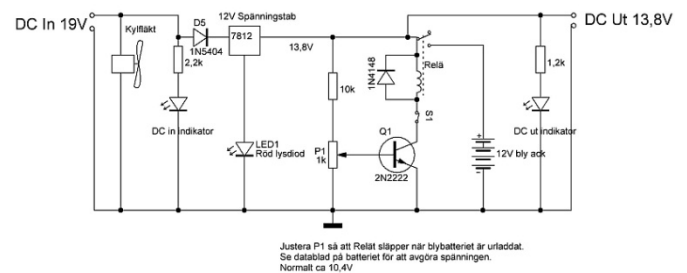 DC In 19V
Kylfläkt
D5
1N5404
12V Spänningstab
7812
13,8V
DC Ut 13,8V
2,2k
10k
1N4148
Relä
1,2k
S1
DC in indikator
LED1
Röd lysdiod
P1
1k
Q1
2N2222
+
-
12V bly ack
DC ut indikator
Justera P1 så att Relät släpper när blybatteriet är urladdat.
Se datablad på batteriet för att avgöra spänningen.
Normalt ca 10,4V